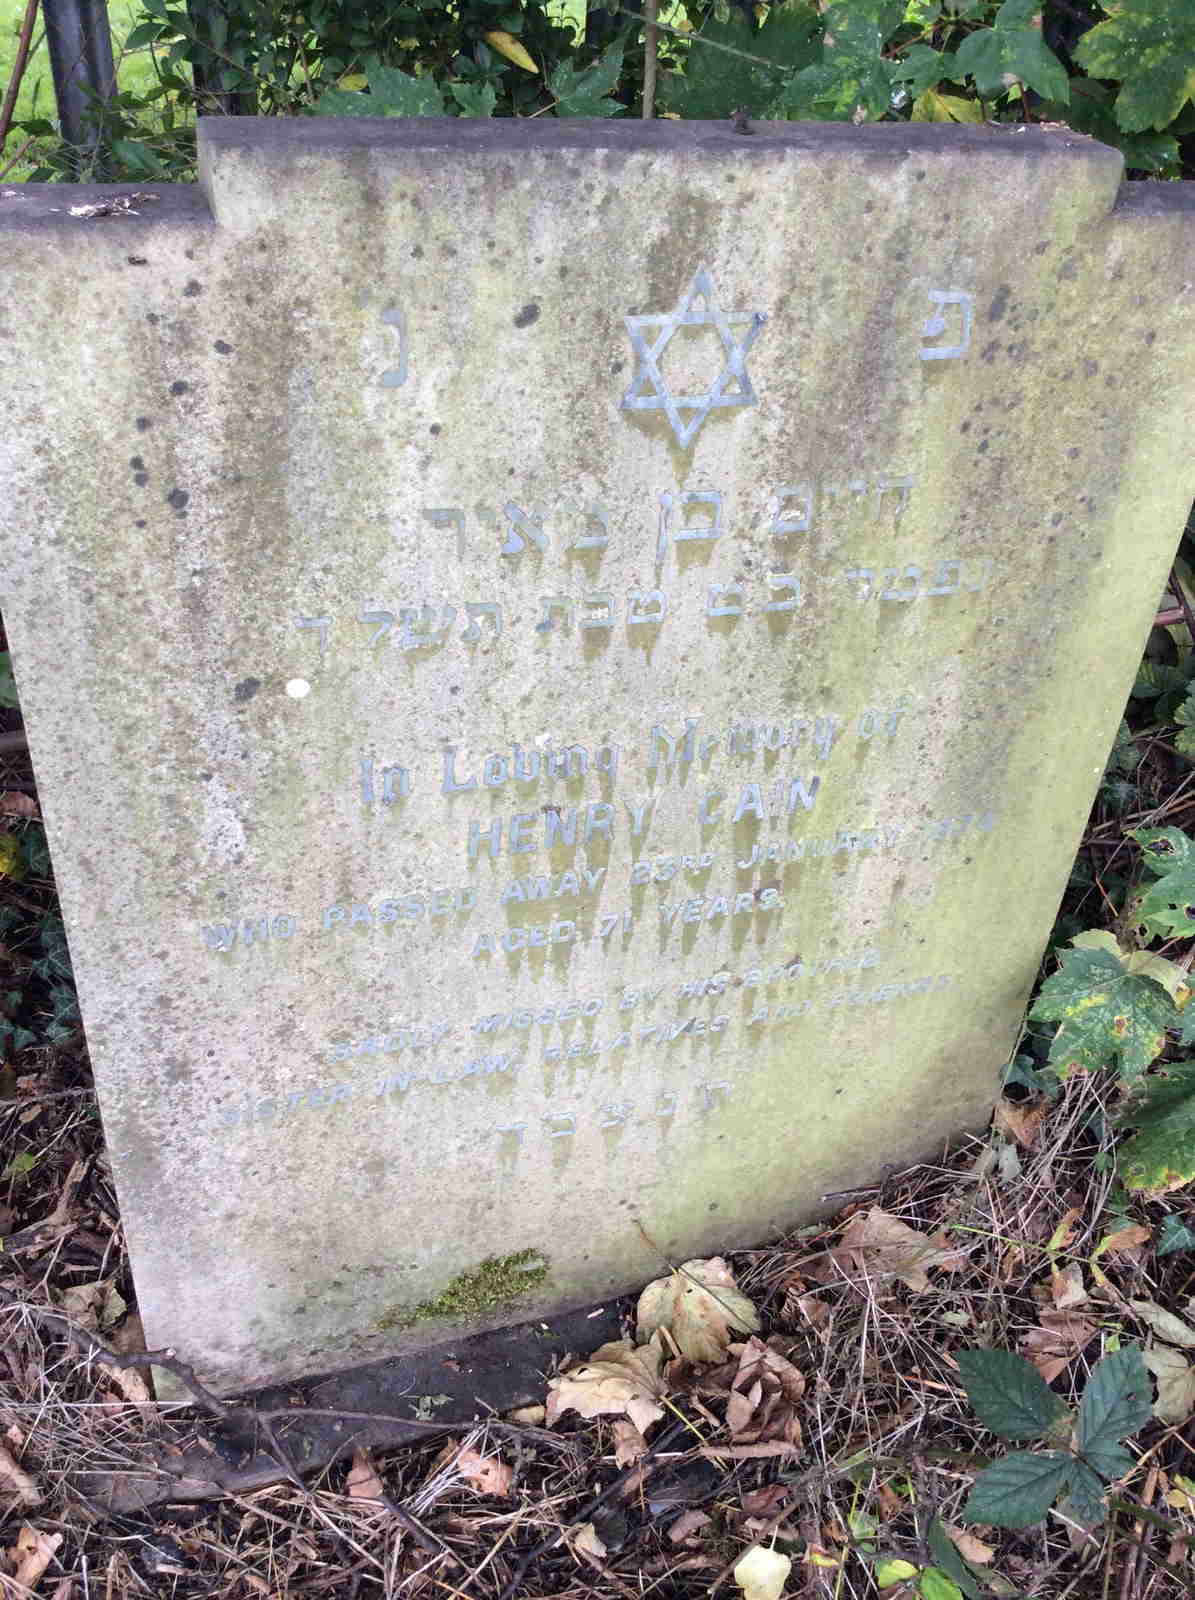 פ נ
חיים בן מאיר
נפטר כ ט טבת תשל ד
In Loving Memory of
HENRY CAIN
WHO PASSED AWAY 23RD JANUARY 1974
AGED 71 YEARS.
SADLY MISSED BY HIS BROTHER
SISTER-IN-LAW, RELATIVES AND FRIENDS
ת נ צ ב ה